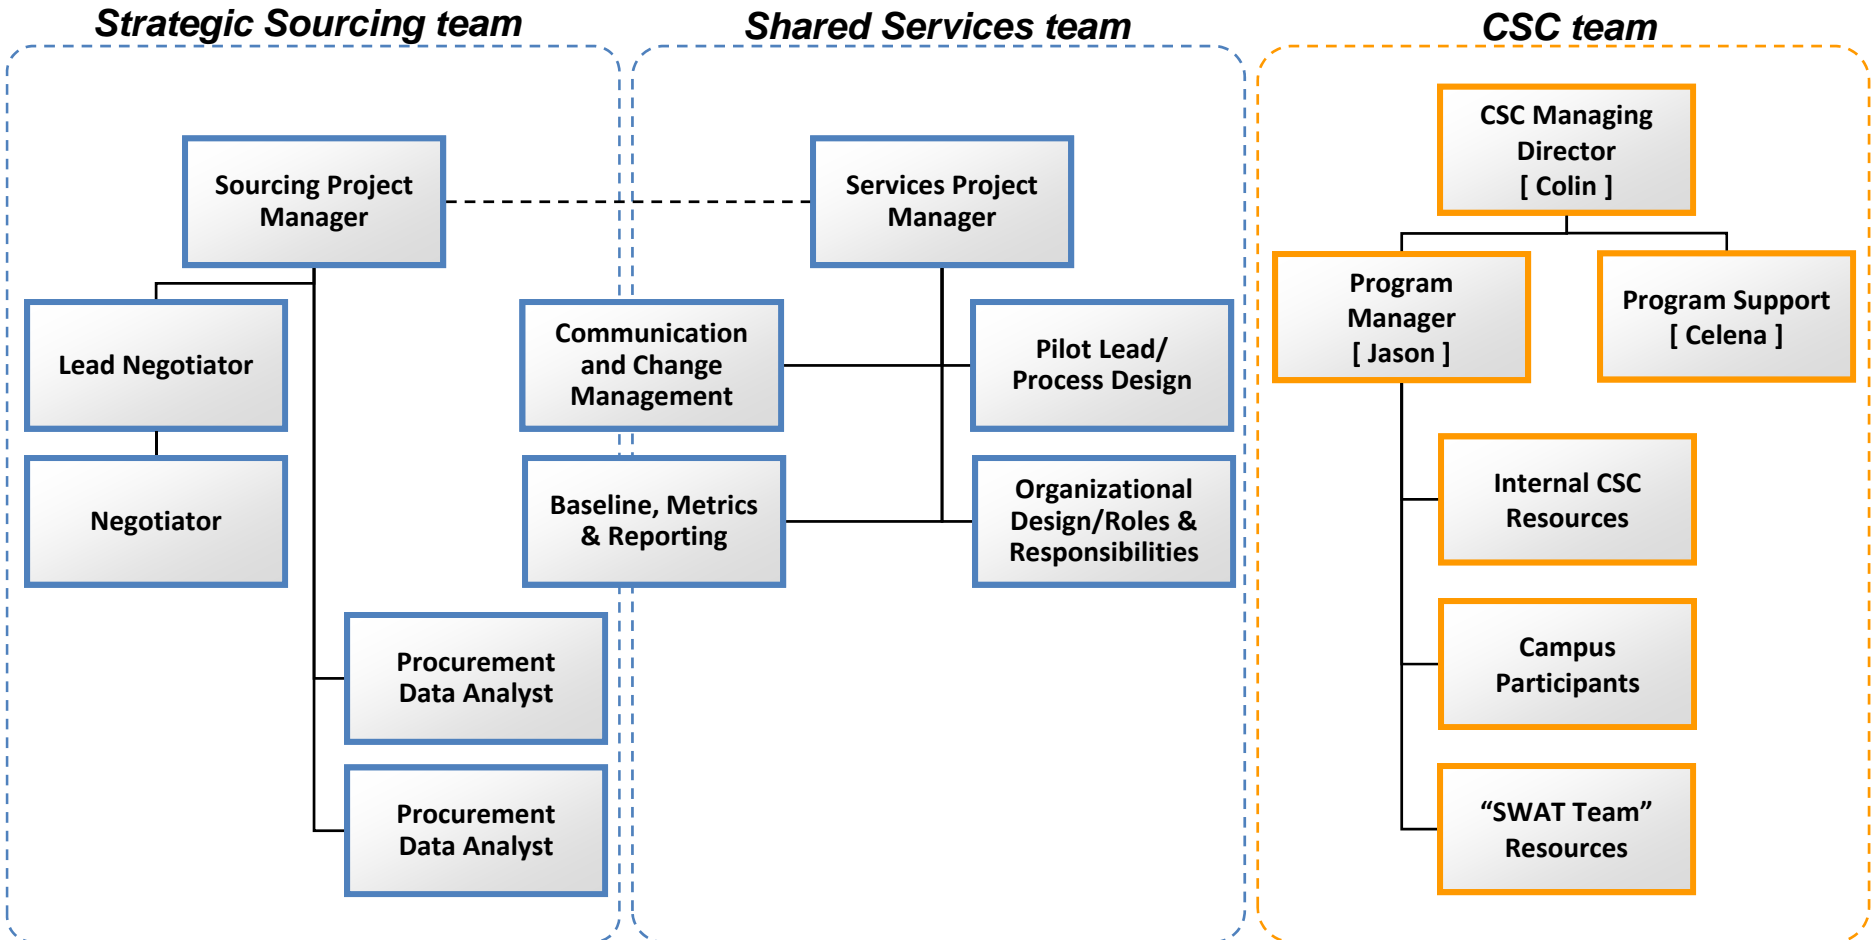 Strategic Sourcing team
Shared Services team
CSC team
Sourcing Project
Manager
Lead Negotiator
Negotiator
Procurement
Data Analyst
Procurement
Data Analyst
Services Project
Manager
Communication
and Change
Management
Pilot Lead/
Process Design
Baseline, Metrics
& Reporting
Organizational
Design/Roles &
Responsibilities
CSC Managing
Director
[ Colin ]
Program
Manager
[ Jason ]
Program Support
[ Celena ]
Internal CSC
Resources
Campus
Participants
“SWAT Team”
Resources